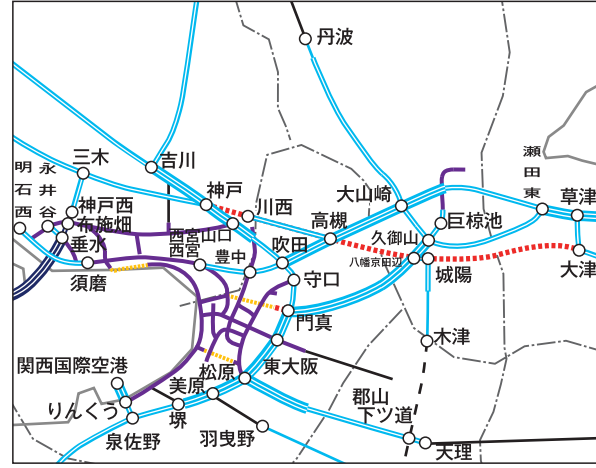 丹波
瀬田東
三木
吉川
明石西
永井谷
神戸
川西
大山崎
草津
神戸西
布施畑
高槻
巨椋池
垂水
西宮山口
西宮
豊中
吹田
久御山
八幡京田辺
城陽
大津
須磨
守口
門真
木津
関西国際空港
松原
東大阪
美原
りんくう
堺
泉佐野
羽曳野
郡山
下ツ道
天理